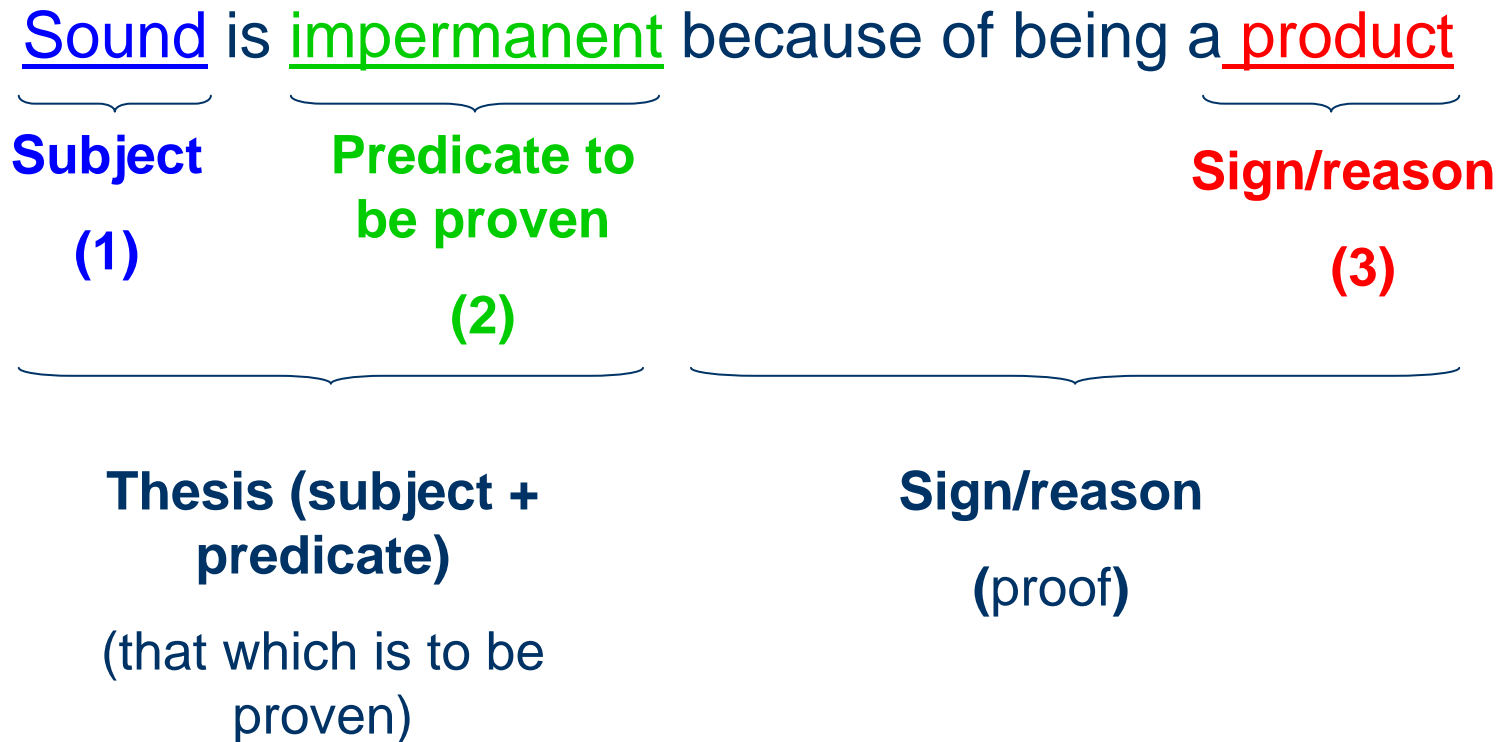 Sound is impermanent because of being a product
Subject
(1)
Predicate to
be proven
(2)
Sign/reason
(3)
Thesis (subject +
predicate)
(that which is to be
proven)
Sign/reason
(proof)